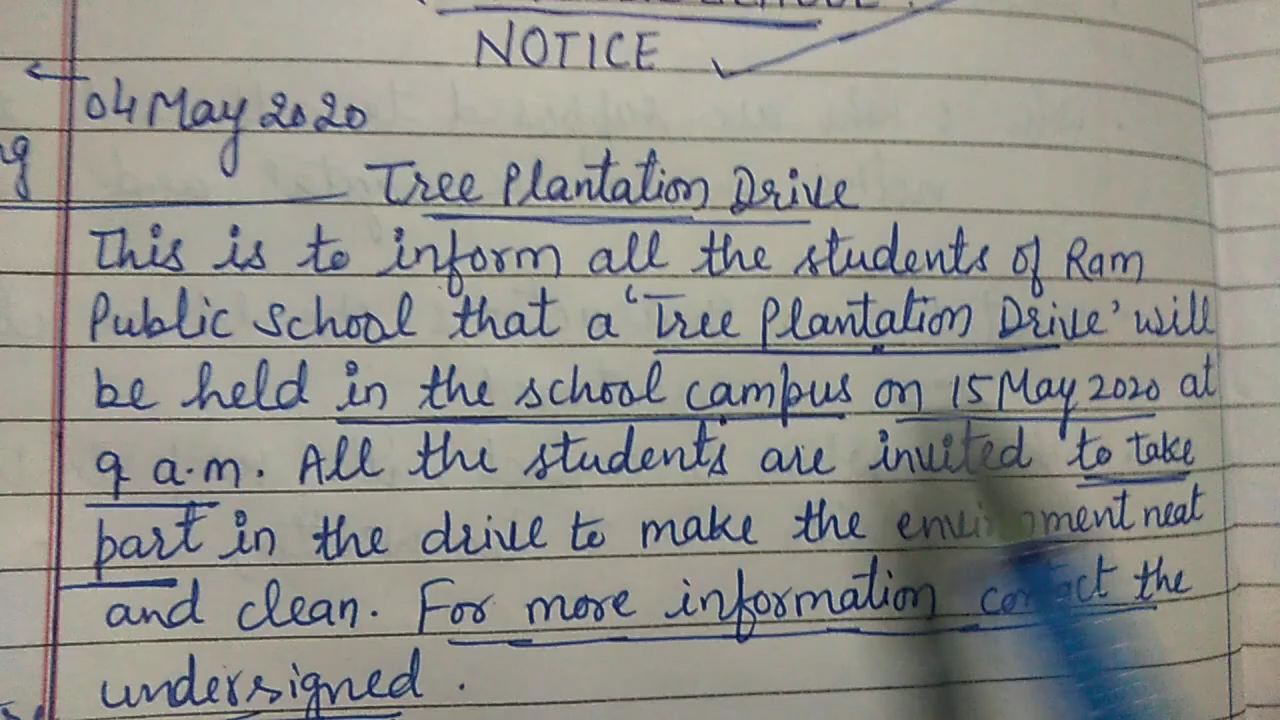 NOTICE
04 May 2020
Tree Plantation Drive
This is to inform all the students of Ram
Public School that a 'Tree Plantation Drive' will
be held in the school campus on 15 May 2020 at
9 a.m. All the students are invited to take
part in the drive to make the environment neat
and clean. For more information contact the
undersigned.